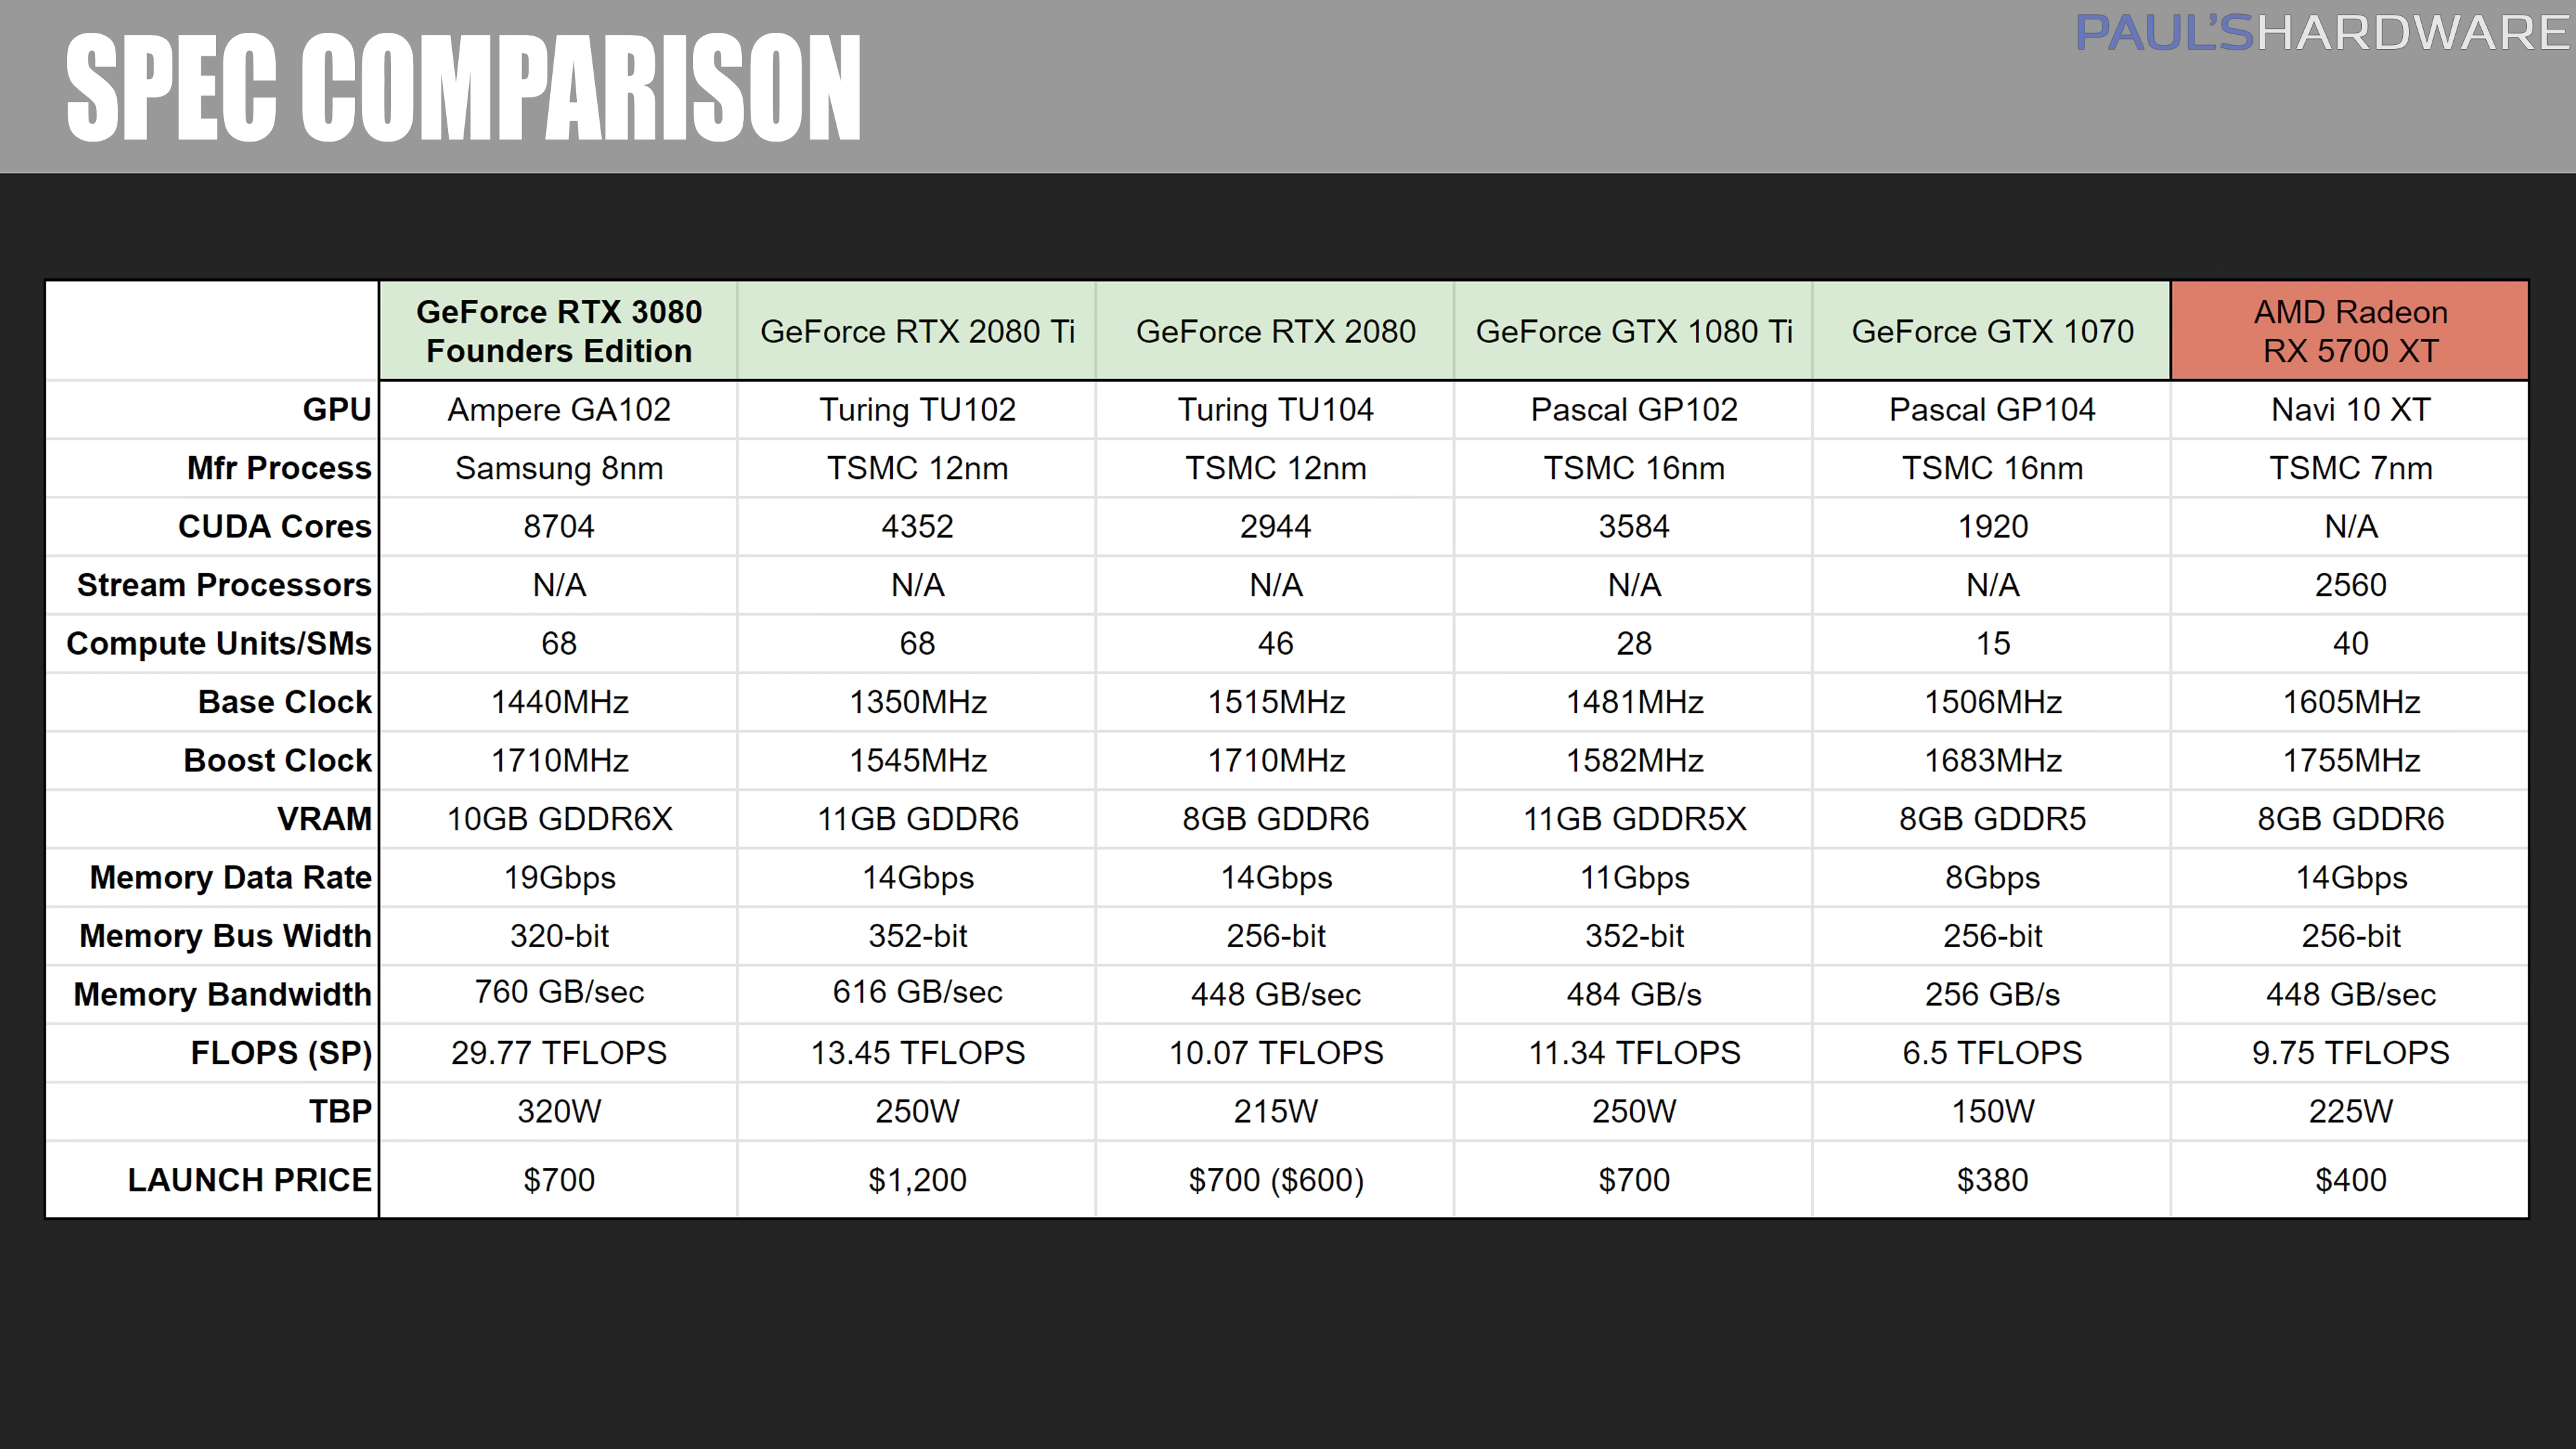 SPEC COMPARISON
PAUL'SHARDWARE
GeForce RTX 3080
Founders Edition
GeForce RTX 2080 Ti
GeForce RTX 2080
GeForce GTX 1080 Ti
GeForce GTX 1070
AMD Radeon
RX 5700 XT
GPU Ampere GA102 Turing TU102 Turing TU104 Pascal GP102 Pascal GP104 Navi 10 XT
Mfr Process Samsung 8nm TSMC 12nm TSMC 12nm TSMC 16nm TSMC 16nm TSMC 7nm
CUDA Cores 8704 4352 2944 3584 1920 N/A
Stream Processors N/A N/A N/A N/A N/A 2560
Compute Units/SMs 68 68 46 28 15 40
Base Clock 1440MHz 1350MHz 1515MHz 1481MHz 1506MHz 1605MHz
Boost Clock 1710MHz 1545MHz 1710MHz 1582MHz 1683MHz 1755MHz
VRAM 10GB GDDR6X 11GB GDDR6 8GB GDDR6 11GB GDDR5X 8GB GDDR5 8GB GDDR6
Memory Data Rate 19Gbps 14Gbps 14Gbps 11Gbps 8Gbps 14Gbps
Memory Bus Width 320-bit 352-bit 256-bit 352-bit 256-bit 256-bit
Memory Bandwidth 760 GB/sec 616 GB/sec 448 GB/sec 484 GB/s 256 GB/s 448 GB/sec
FLOPS (SP) 29.77 TFLOPS 13.45 TFLOPS 10.07 TFLOPS 11.34 TFLOPS 6.5 TFLOPS 9.75 TFLOPS
TBP 320W 250W 215W 250W 150W 225W
LAUNCH PRICE $700 $1,200 $700 ($600) $700 $380 $400